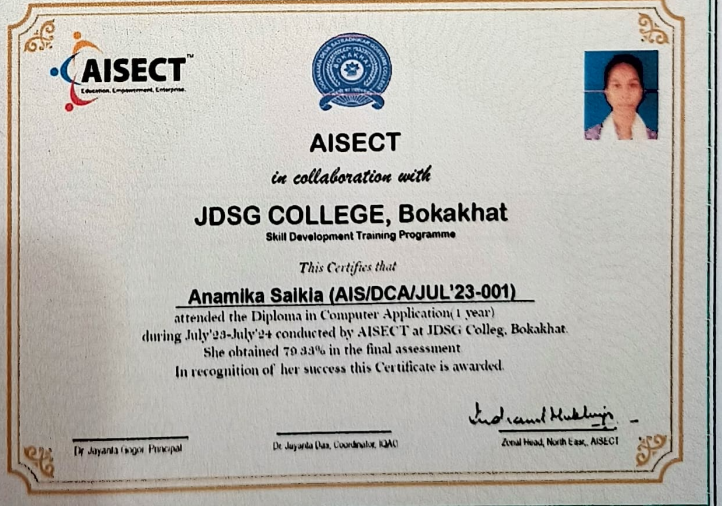 AISECT™
Education. Empowerment. Enterprise.
BOKAKHAT
AISECT
in collaboration with
JDSG COLLEGE, Bokakhat
Skill Development Training Programme
This Certifies that
Anamika Saikia (AIS/DCA/JUL'23-001)
attended the Diploma in Computer Application(1 year)
during July'23-July'24 conducted by AISECT at JDSG Colleg, Bokakhat.
She obtained 79.33% in the final assessment
In recognition of her success this Certificate is awarded.
Dr Jayanta Gogoi Principal
Dr. Jayanta Das, Coordinator, IQAC
Zonal Head, North East,, AISECT